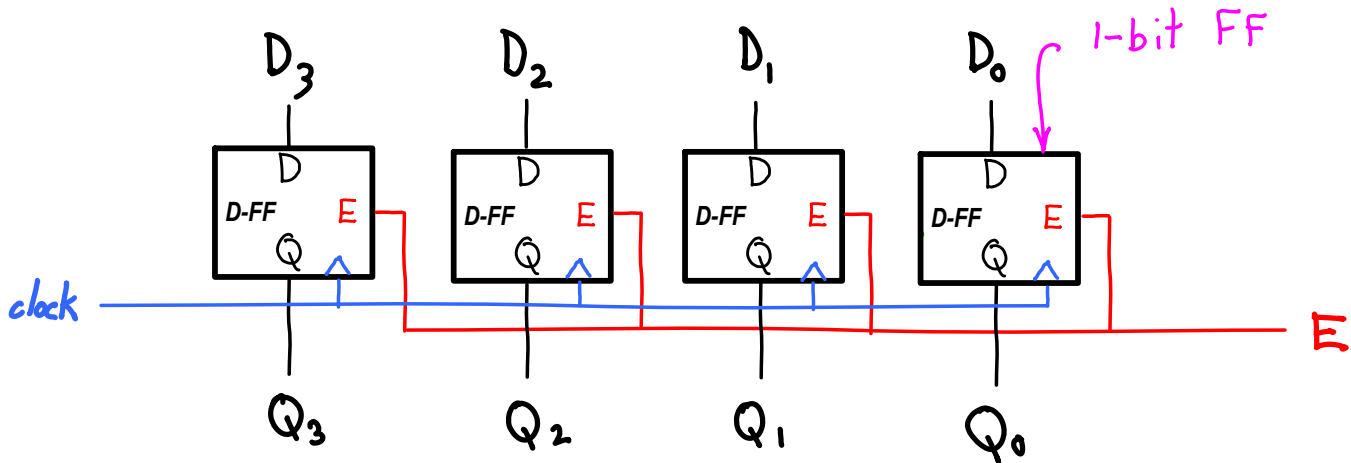 1-bit FF
D₃ D₂ D₁ D₀
D D D D
D-FF E D-FF E D-FF E D-FF E
Q Q Q Q
clock
E
Q₃ Q₂ Q₁ Q₀